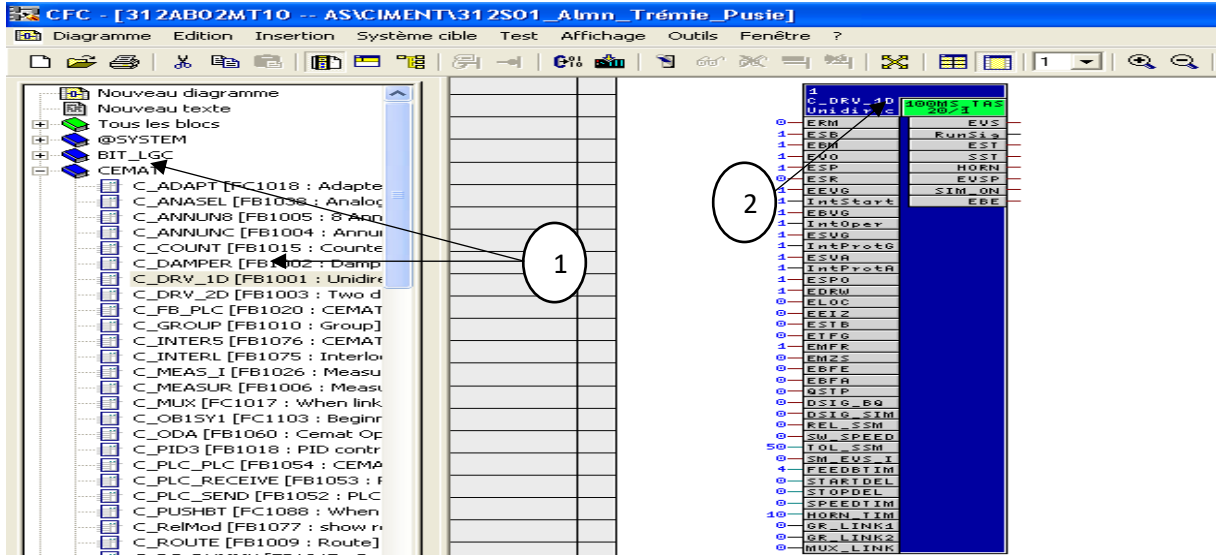 CFC - [312AB02MT10 -- AS\CIMENT\312S01_Almn_Trémie_Pusie]
Diagramme Edition Insertion Système cible Test Affichage Outils Fenêtre ?
1
Nouveau diagramme
Nouveau texte
Tous les blocs
@SYSTEM
BIT_LGC
CEMAT
C_ADAPT [FC1018 : Adapte
C_ANASEL [FB1038 : Analog
C_ANNUN8 [FB1005 : 8 Ann
C_ANNUNC [FB1004 : Annun
C_COUNT [FB1015 : Counte
C_DAMPER [FB1002 : Damp
C_DRV_1D [FB1001 : Unidire
C_DRV_2D [FB1003 : Two d
C_FB_PLC [FB1020 : CEMAT
C_GROUP [FB1010 : Group]
C_INTER5 [FB1076 : CEMAT
C_INTERL [FB1075 : Interlo
C_MEAS_I [FB1026 : Measu
C_MEASUR [FB1006 : Measu
C_MUX [FC1017 : When link
C_OB1SY1 [FC1103 : Beginr
C_ODA [FB1060 : Cemat Op
C_PID3 [FB1018 : PID contr
C_PLC_PLC [FB1054 : CEMA
C_PLC_RECEIVE [FB1053 : F
C_PLC_SEND [FB1052 : PLC
C_PUSHBT [FC1088 : When
C_RelMod [FB1077 : show r
C_ROUTE [FB1009 : Route]
1
2
1
C_DRV_1D 100MS_TAS
Unidirec 20/1
0 ERM EVS
1 ESB RunSig
1 EBM EST
1 EVO SST
1 ESP HORN
0 ESR EVSP
1 EEVG SIM_ON
1 IntStart EBE
1 EBVG
1 IntOper
1 ESVG
1 IntProtG
1 ESVA
1 IntProtA
1 ESPO
1 EDRW
0 ELOC
0 EEIZ
0 ESTB
0 ETFG
1 EMFR
0 EMZS
0 EBFE
0 EBFA
0 QSTP
0 DSIG_BQ
0 DSIG_SIM
0 REL_SSM
0 SW_SPEED
50 TOL_SSM
0 SM_EVS_I
4 FEEDBTIM
0 STARTDEL
0 STOPDEL
0 SPEEDTIM
10 HORN_TIM
0 GR_LINK1
0 GR_LINK2
0 MUX_LINK